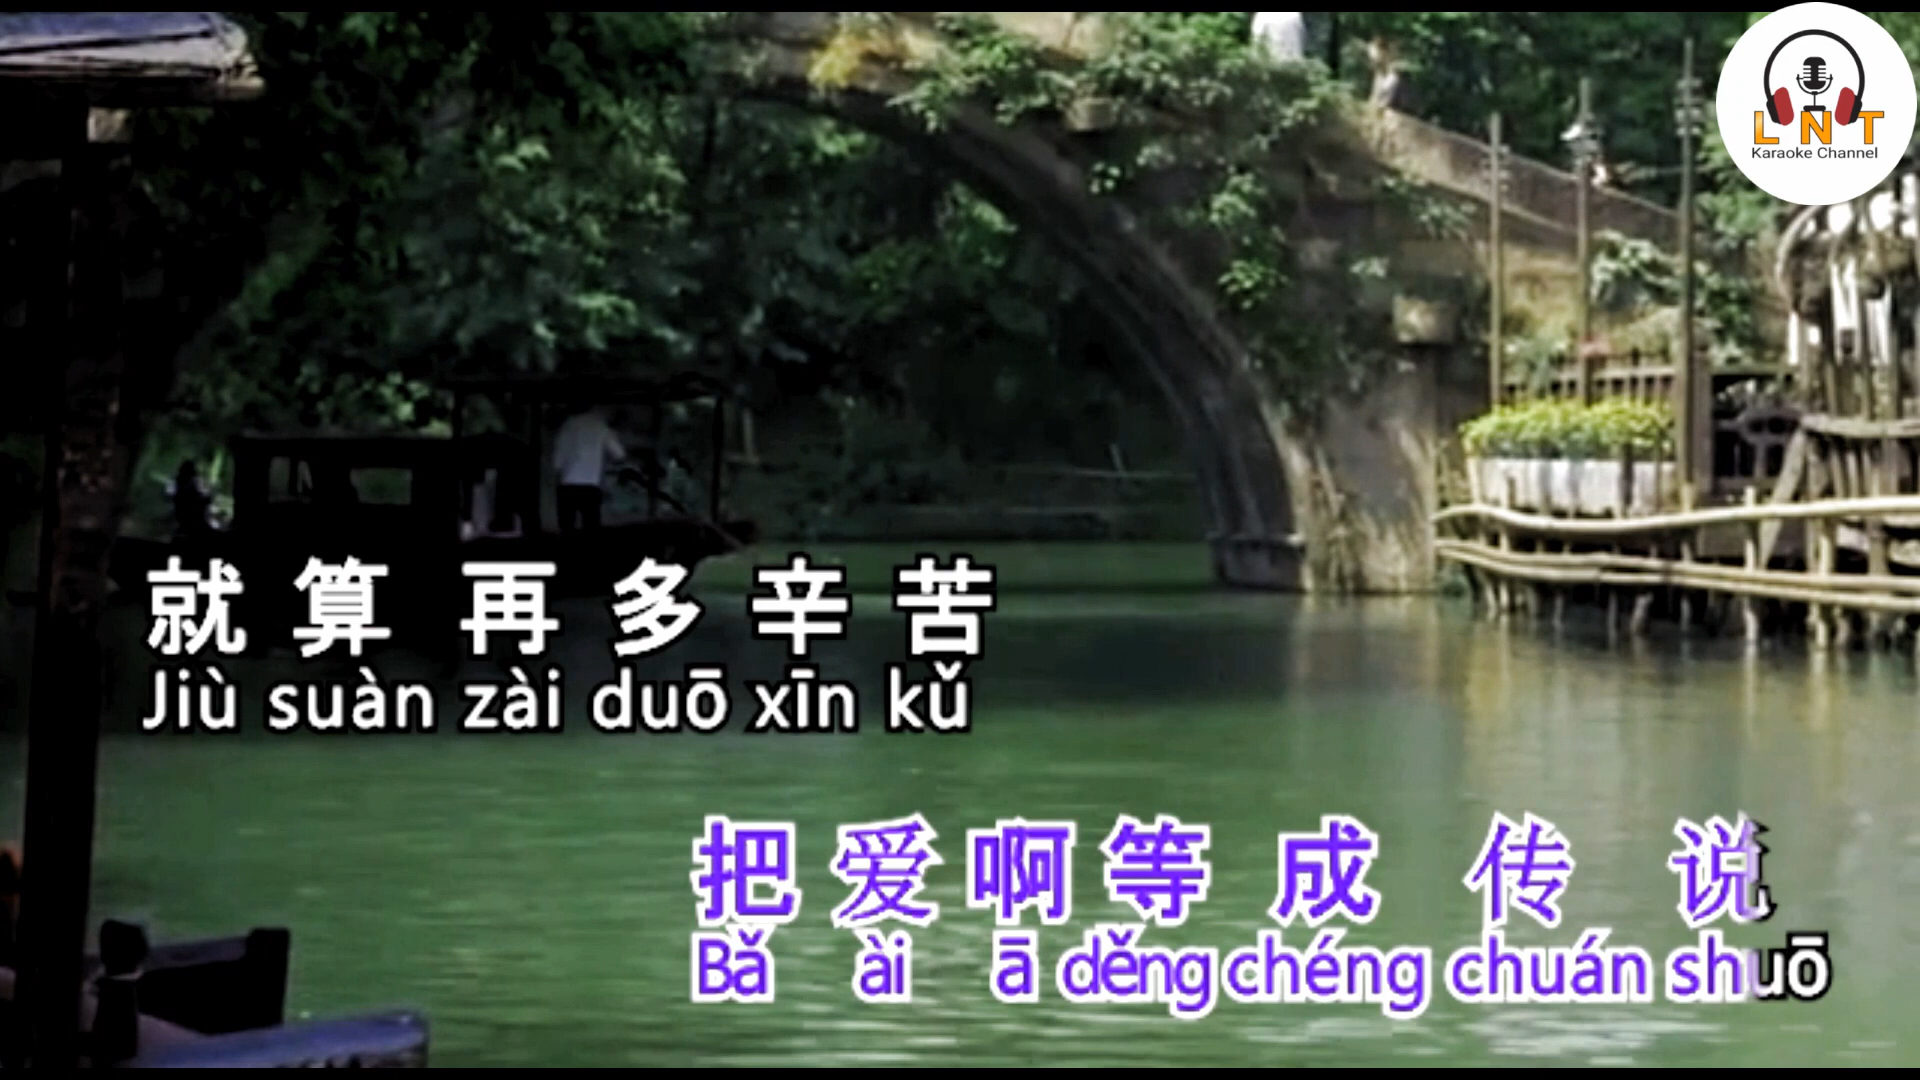 L N T
Karaoke Channel
就算再多辛苦
Jiù suàn zài duō xīn kǔ
把爱啊等成传说
Bǎ ài ā děng chéng chuán shuō